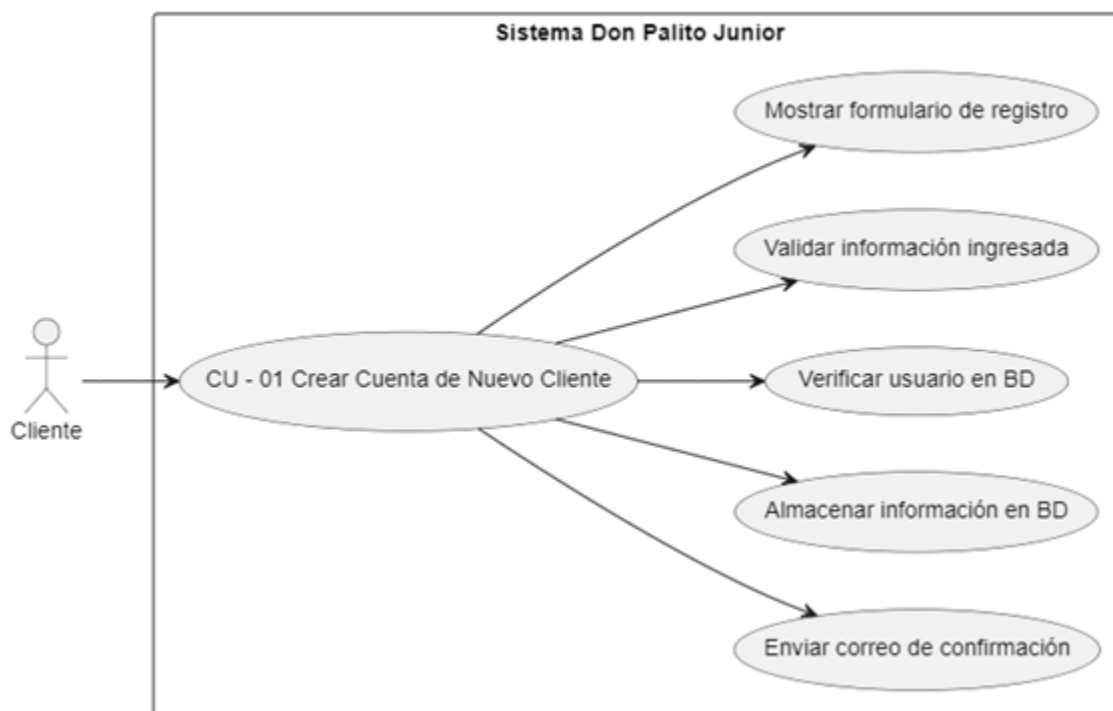 Sistema Don Palito Junior
Mostrar formulario de registro
Validar información ingresada
CU - 01 Crear Cuenta de Nuevo Cliente
Verificar usuario en BD
Cliente
Almacenar información en BD
Enviar correo de confirmación